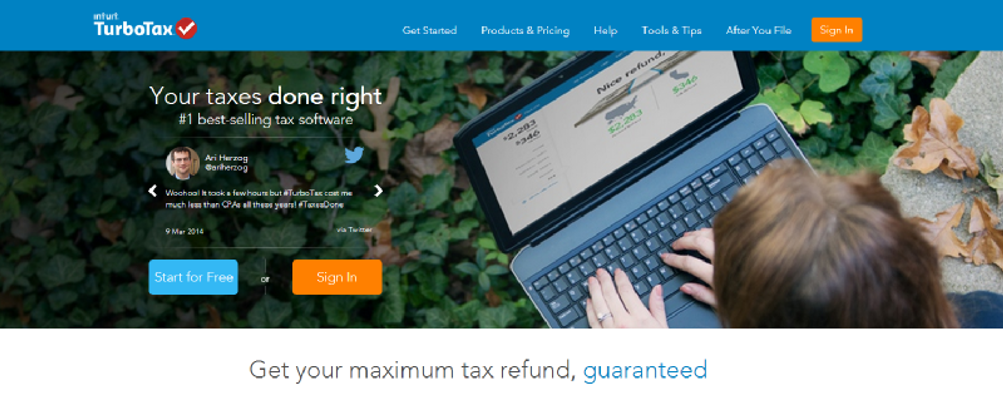 intuit
TurboTax
Get Started Products & Pricing Help Tools & Tips After You File Sign In
Your taxes done right
#1 best-selling tax software
Ari Herzog
@ariherzog
Woohoo! It took a few hours but #TurboTax cost me
much less than CPAs all these years! #TaxesDone
9 Mar 2014 via Twitter
Start for Free or Sign In
Nice refund,
$2,283
$346
$346
$2,283
Get your maximum tax refund, guaranteed